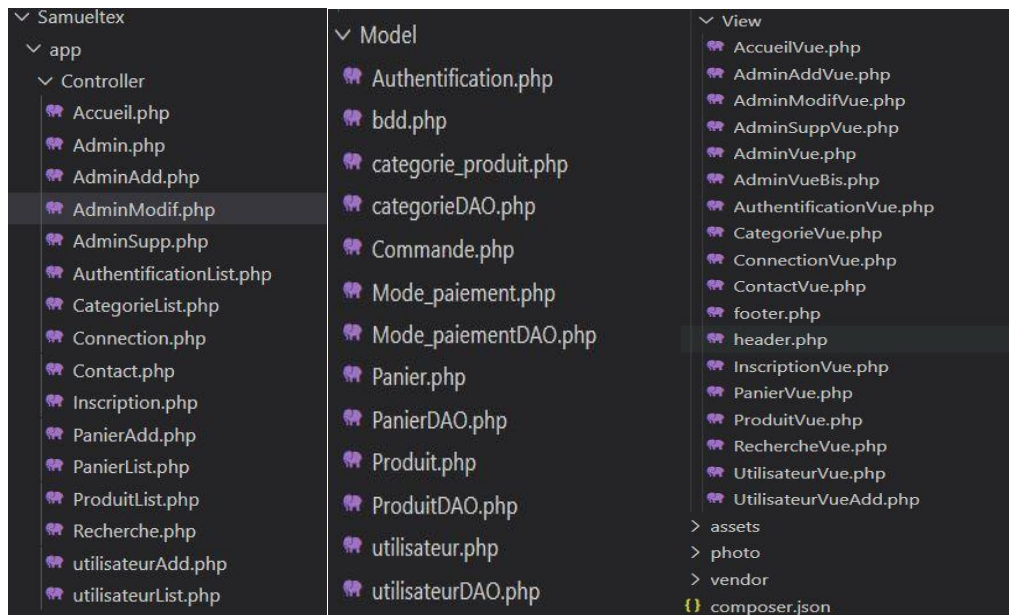 Samueltex
app
Controller
Accueil.php
Admin.php
AdminAdd.php
AdminModif.php
AdminSupp.php
AuthentificationList.php
CategorieList.php
Connection.php
Contact.php
Inscription.php
PanierAdd.php
PanierList.php
ProduitList.php
Recherche.php
utilisateurAdd.php
utilisateurList.php
Model
Authentification.php
bdd.php
categorie_produit.php
categorieDAO.php
Commande.php
Mode_paiement.php
Mode_paiementDAO.php
Panier.php
PanierDAO.php
Produit.php
ProduitDAO.php
utilisateur.php
utilisateurDAO.php
View
AccueilVue.php
AdminAddVue.php
AdminModifVue.php
AdminSuppVue.php
AdminVue.php
AdminVueBis.php
AuthentificationVue.php
CategorieVue.php
ConnectionVue.php
ContactVue.php
footer.php
header.php
InscriptionVue.php
PanierVue.php
ProduitVue.php
RechercheVue.php
UtilisateurVue.php
UtilisateurVueAdd.php
assets
photo
vendor
{} composer.json